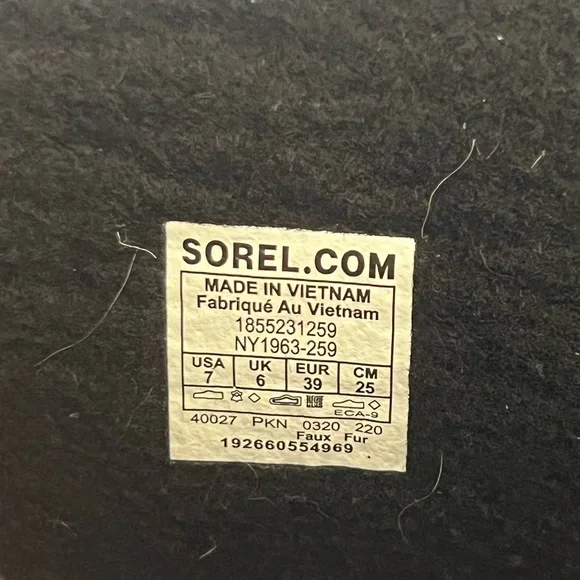 SOREL.COM
MADE IN VIETNAM
Fabriqué Au Vietnam
1855231259
NY1963-259
USA UK EUR CM
7 6 39 25
ECA-9
40027 PKN 0320 220
Faux Fur
192660554969